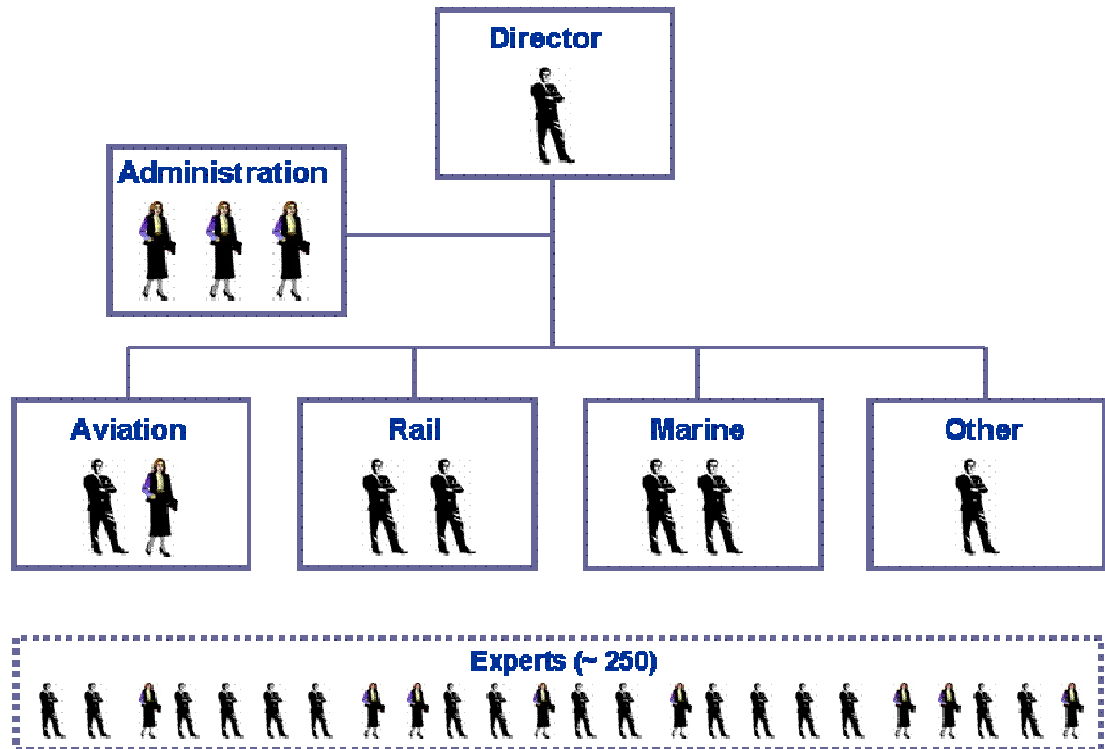 Director
Administration
Aviation
Rail
Marine
Other
Experts (~ 250)